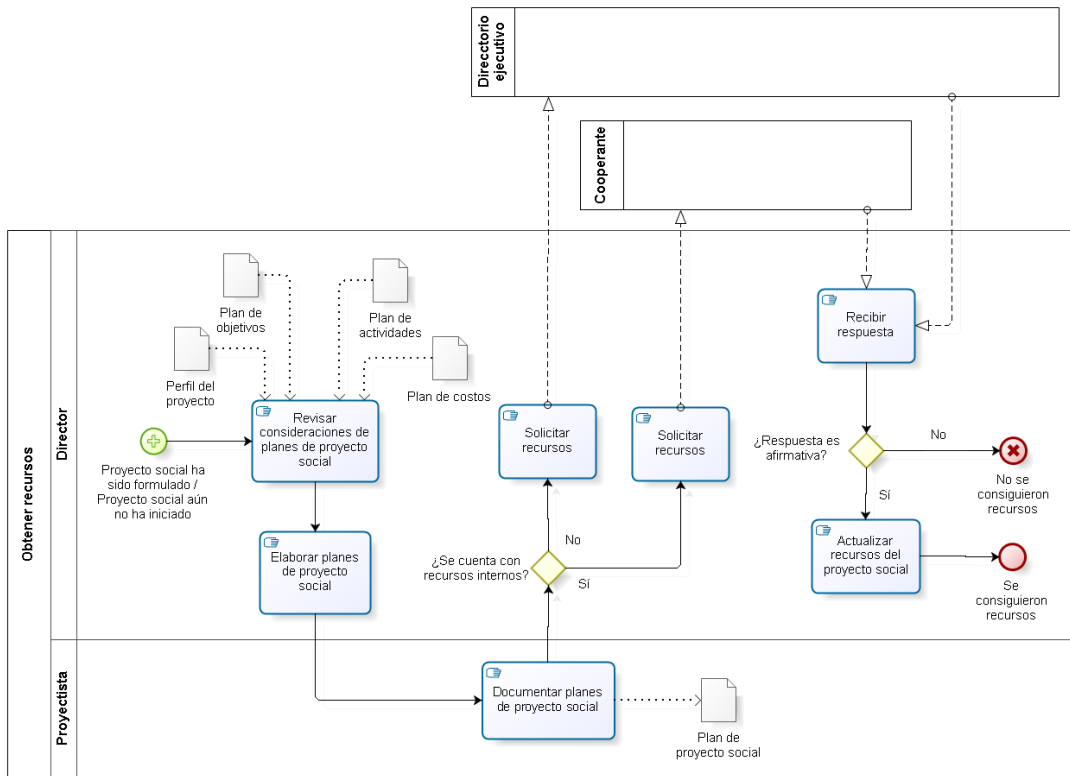 Direcctorio
ejecutivo
Cooperante
Obtener recursos
Director
Proyectista
Plan de
objetivos
Plan de
actividades
Perfil del
proyecto
Plan de costos
Revisar
consideraciones de
planes de proyecto
social
Proyecto social ha
sido formulado /
Proyecto social aún
no ha iniciado
Elaborar planes
de proyecto
social
Solicitar
recursos
Solicitar
recursos
¿Se cuenta con
recursos internos?
No
Sí
Recibir
respuesta
¿Respuesta es
afirmativa?
No
Sí
No se
consiguieron
recursos
Actualizar
recursos del
proyecto social
Se
consiguieron
recursos
Documentar planes
de proyecto social
Plan de
proyecto social